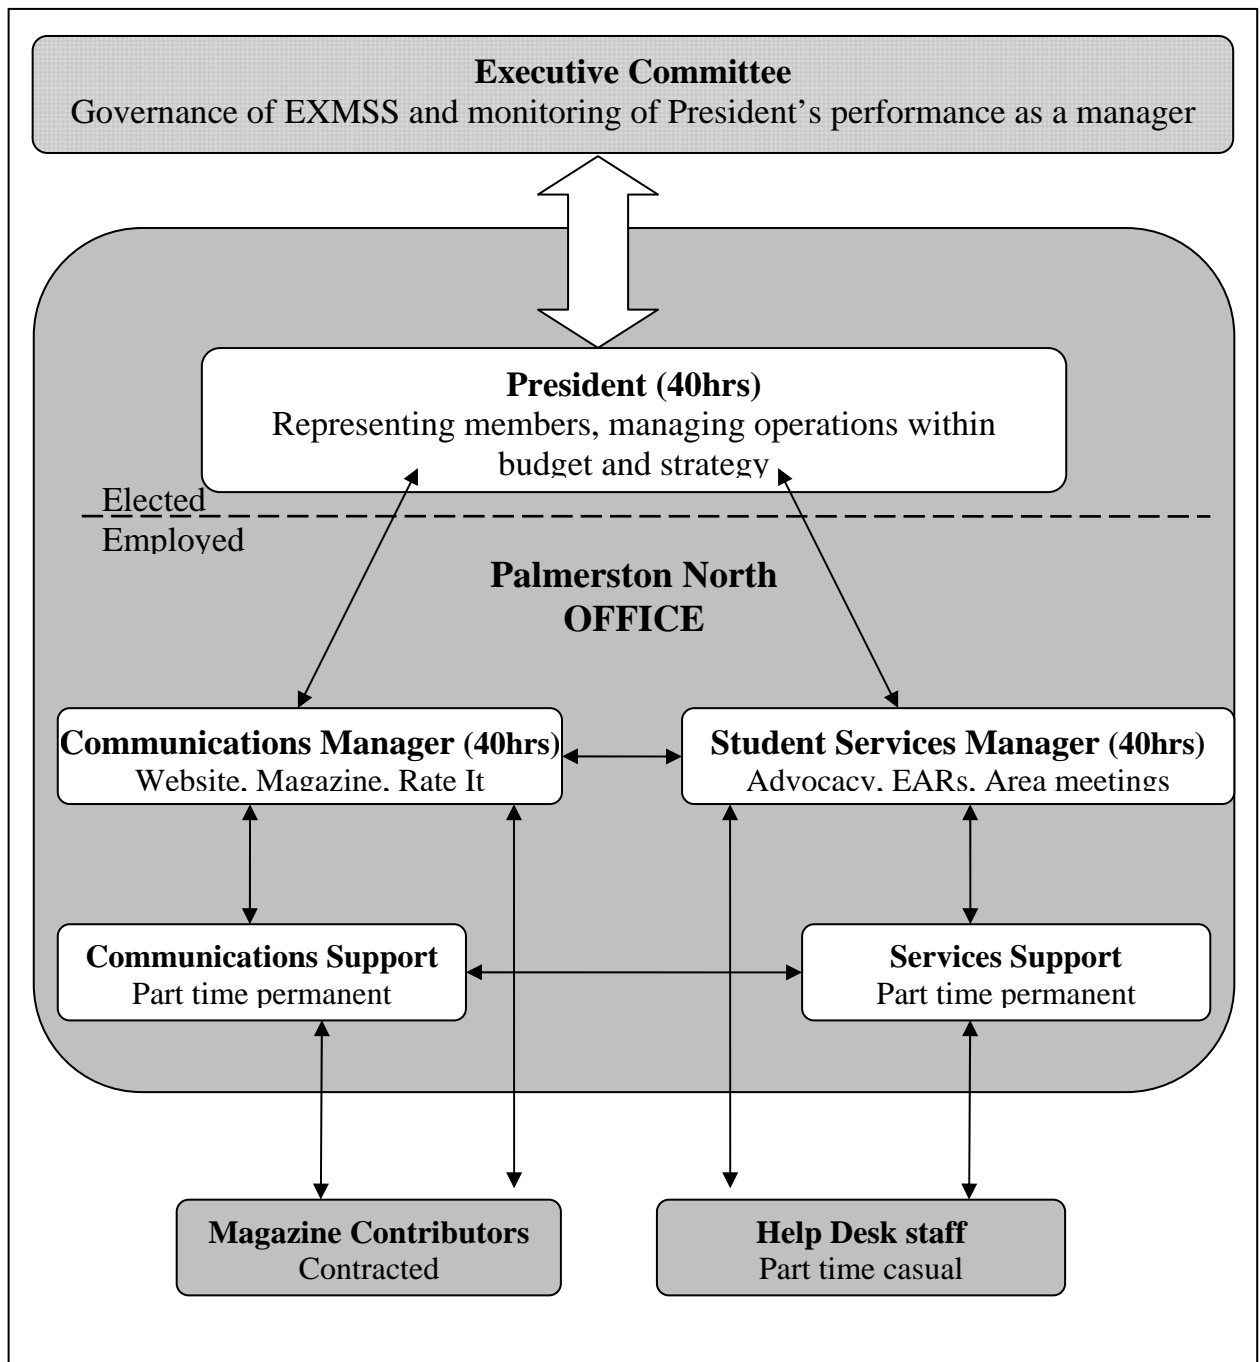 Executive Committee
Governance of EXMSS and monitoring of President's performance as a manager
President (40hrs)
Representing members, managing operations within
budget and strategy
Elected
Employed
Palmerston North
OFFICE
Communications Manager (40hrs)
Website, Magazine, Rate It
Student Services Manager (40hrs)
Advocacy, EARs, Area meetings
Communications Support
Part time permanent
Services Support
Part time permanent
Magazine Contributors
Contracted
Help Desk staff
Part time casual